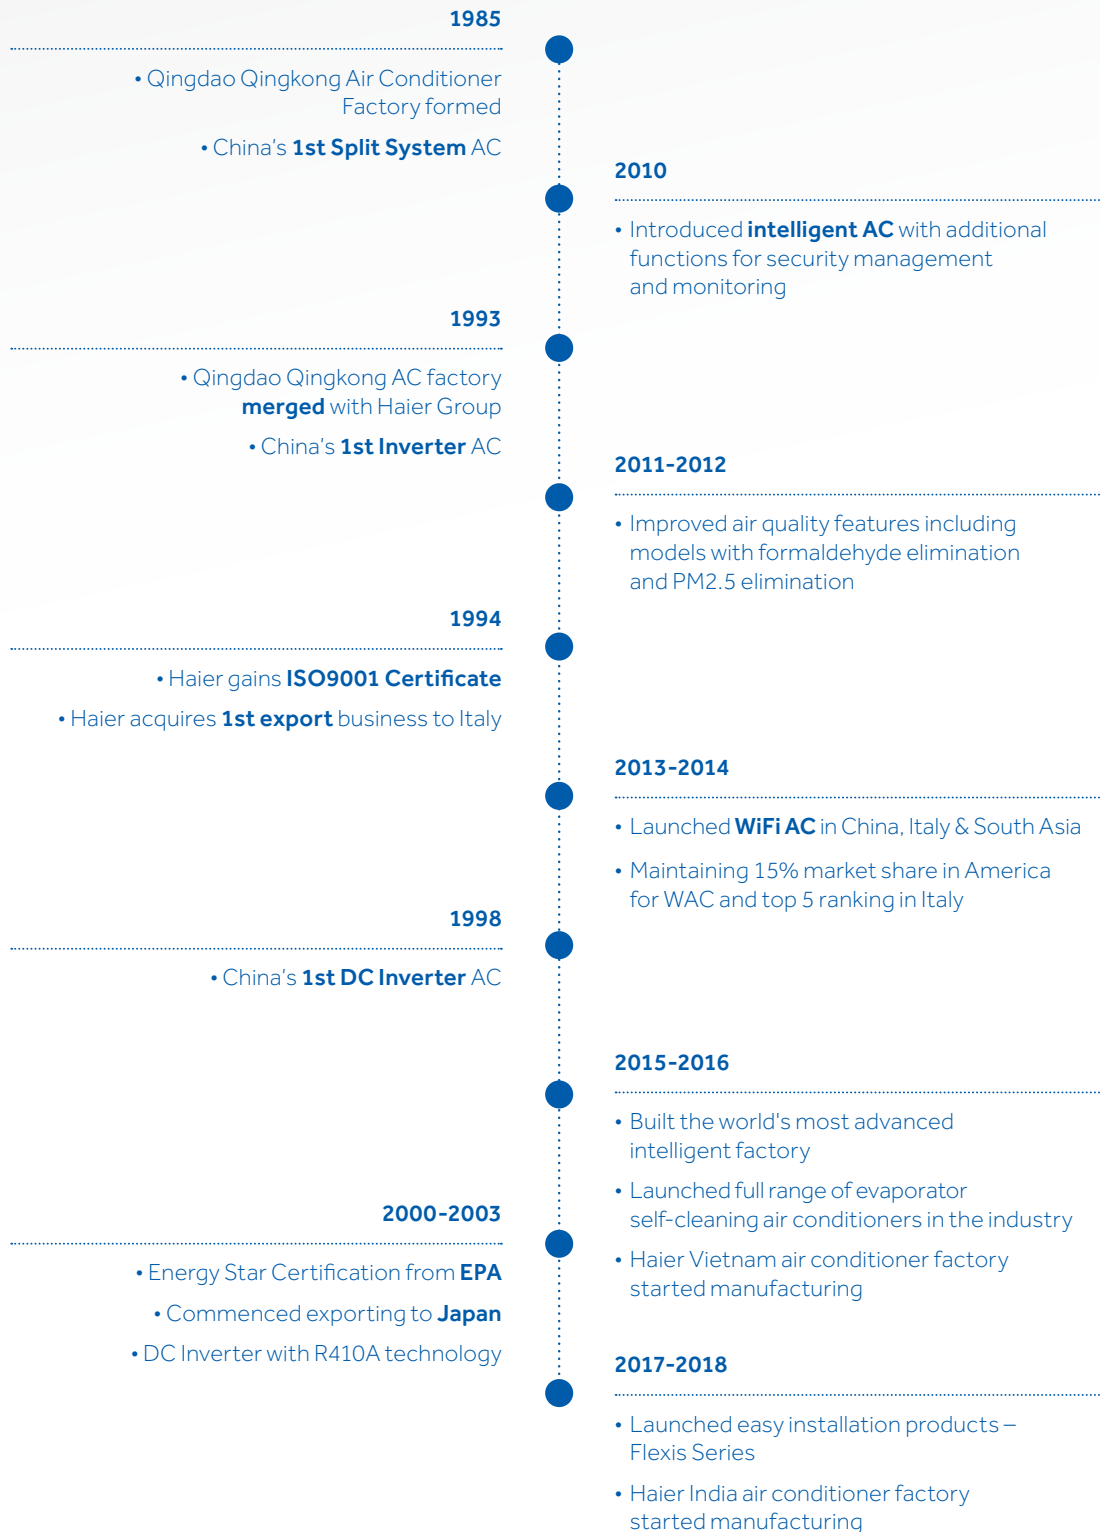 1985
• Qingdao Qingkong Air Conditioner
Factory formed
• China's 1st Split System AC
1993
• Qingdao Qingkong AC factory
merged with Haier Group
• China's 1st Inverter AC
1994
• Haier gains ISO9001 Certificate
• Haier acquires 1st export business to Italy
1998
• China's 1st DC Inverter AC
2000-2003
• Energy Star Certification from EPA
• Commenced exporting to Japan
• DC Inverter with R410A technology
2010
• Introduced intelligent AC with additional
functions for security management
and monitoring
2011-2012
• Improved air quality features including
models with formaldehyde elimination
and PM2.5 elimination
2013-2014
• Launched WiFi AC in China, Italy & South Asia
• Maintaining 15% market share in America
for WAC and top 5 ranking in Italy
2015-2016
• Built the world's most advanced
intelligent factory
• Launched full range of evaporator
self-cleaning air conditioners in the industry
• Haier Vietnam air conditioner factory
started manufacturing
2017-2018
• Launched easy installation products –
Flexis Series
• Haier India air conditioner factory
started manufacturing